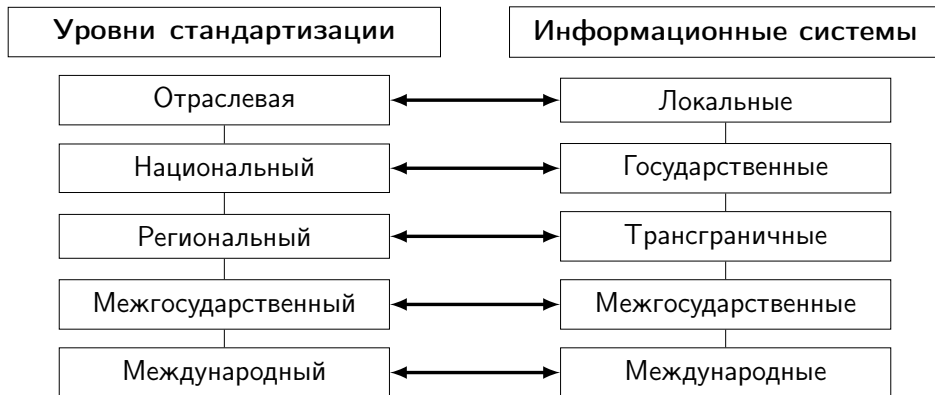 Уровни стандартизации
Информационные системы
Отраслевая
Локальные
Национальный
Государственные
Региональный
Трансграничные
Межгосударственный
Межгосударственные
Международный
Международные